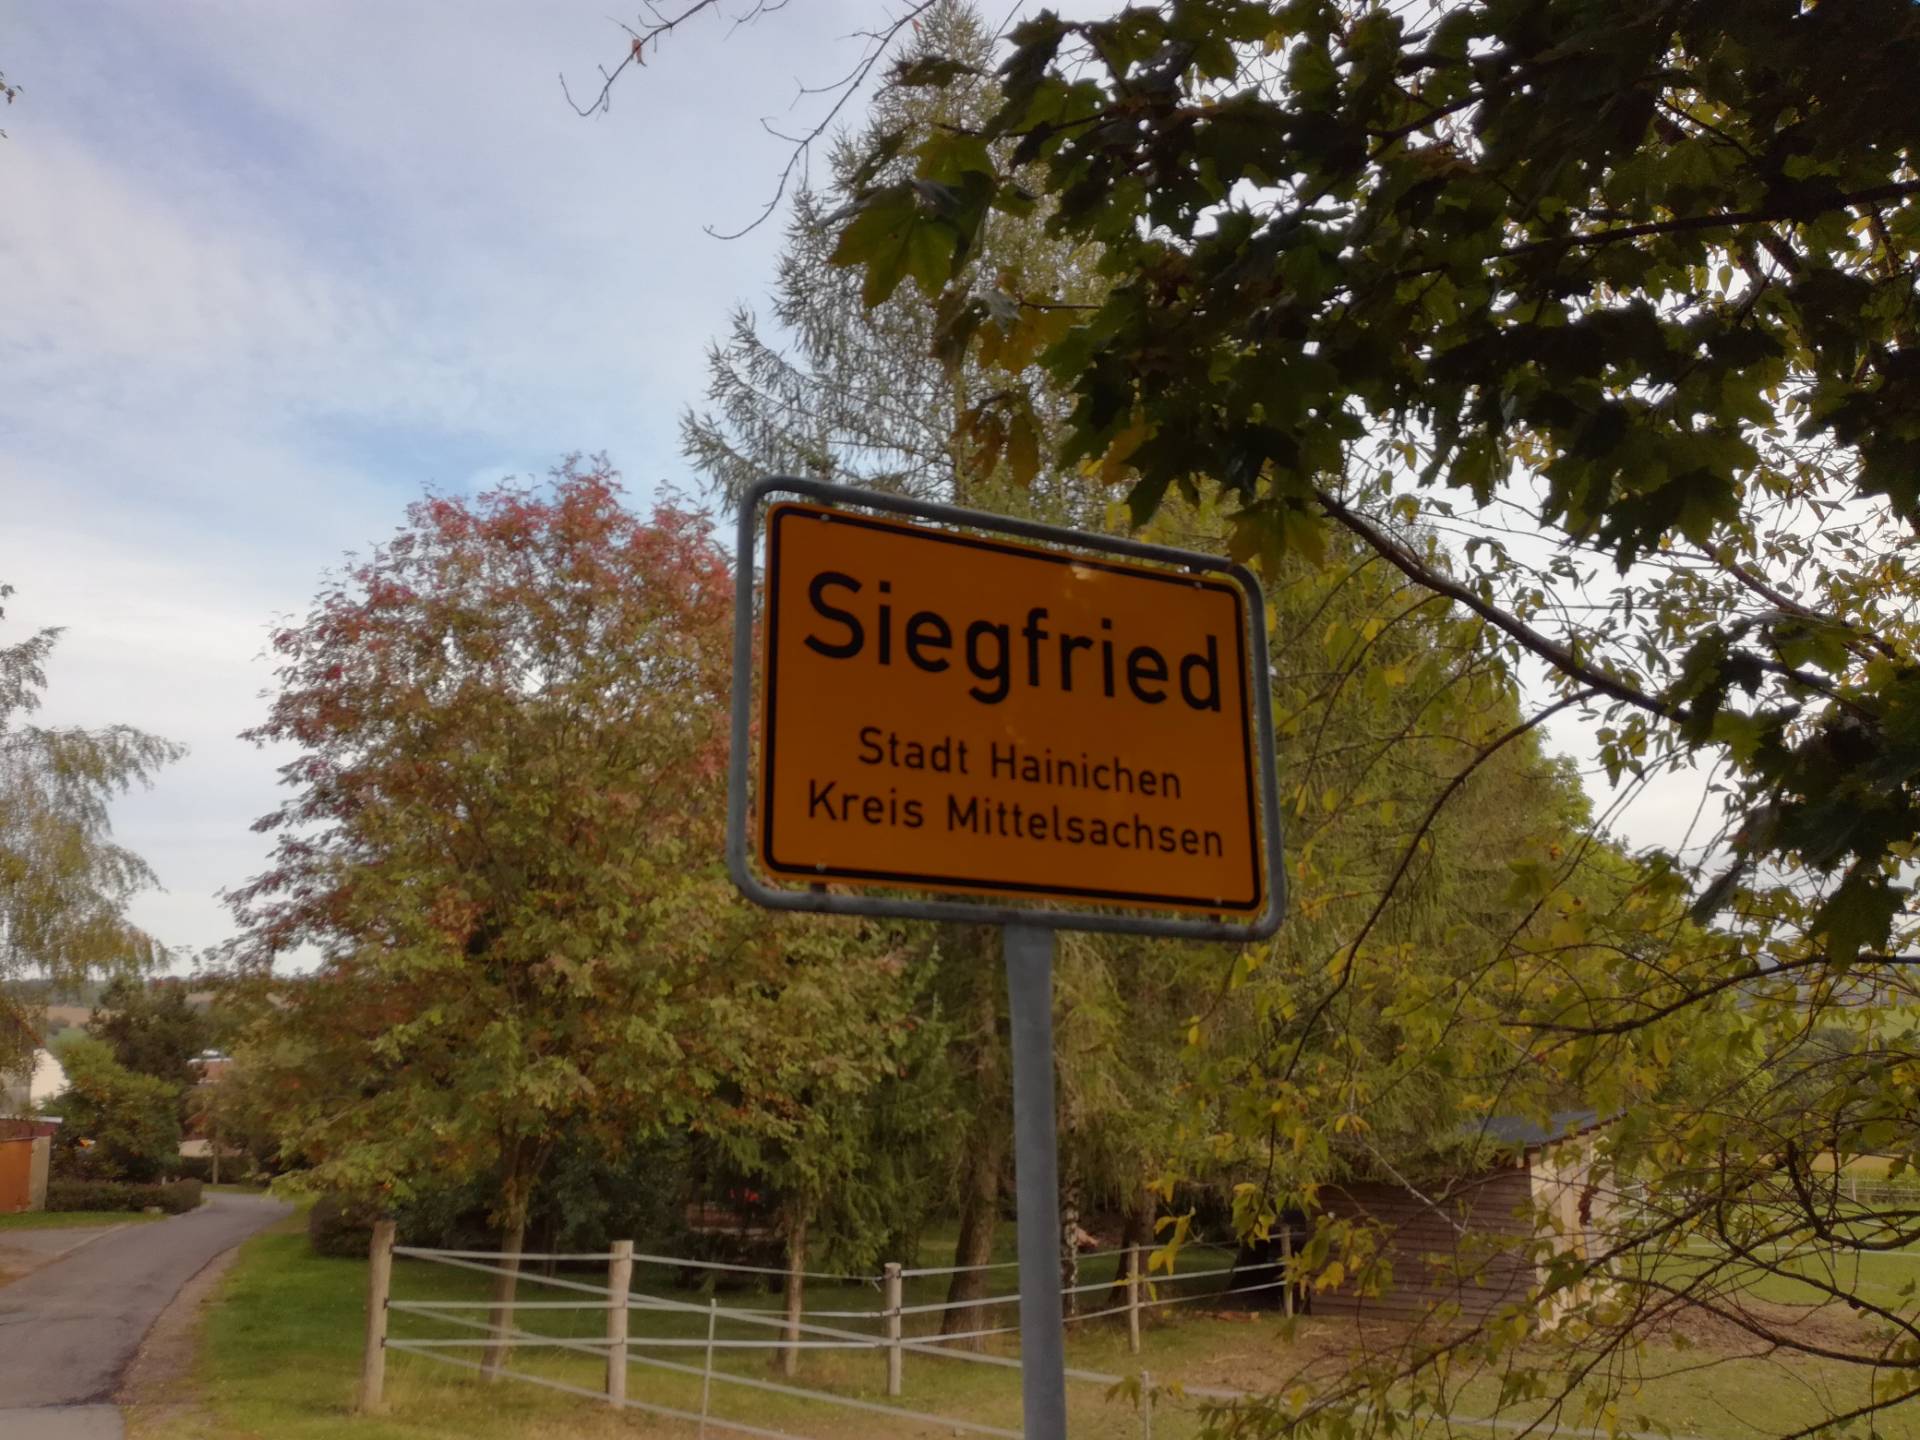 Siegfried
Stadt Hainichen
Kreis Mittelsachsen